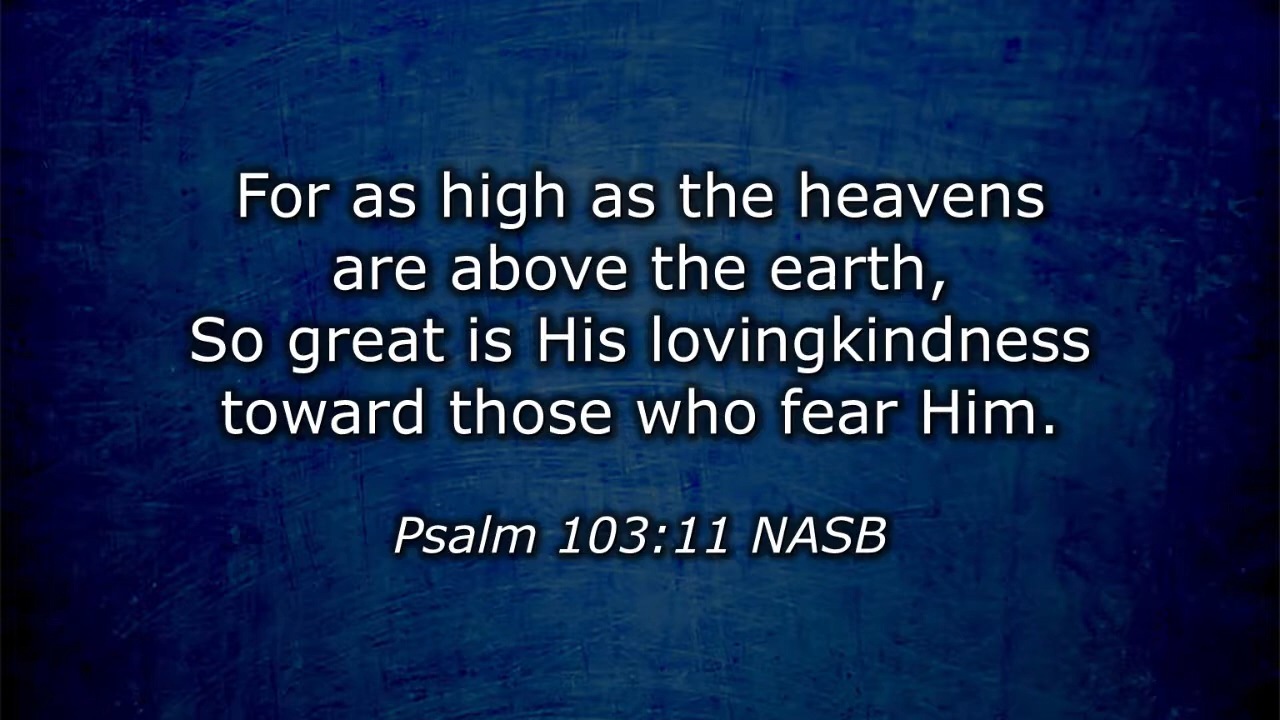 For as high as the heavens
are above the earth,
So great is His lovingkindness
toward those who fear Him.
Psalm 103:11 NASB